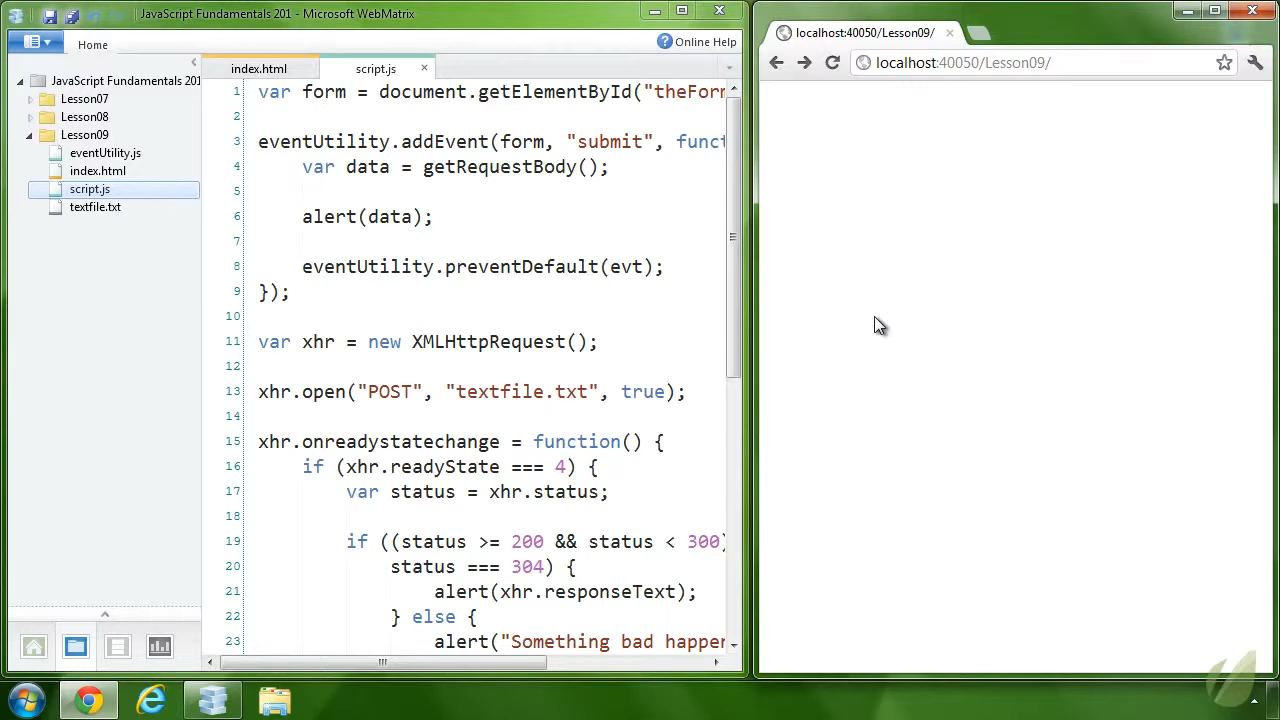 JavaScript Fundamentals 201 - Microsoft WebMatrix
Home
Online Help
JavaScript Fundamentals 201
Lesson07
Lesson08
Lesson09
eventUtility.js
index.html
script.js
textfile.txt
index.html
script.js
1 var form = document.getElementById("theForm
2
3 eventUtility.addEvent(form, "submit", funct
4 var data = getRequestBody();
5
6 alert(data);
7
8 eventUtility.preventDefault(evt);
9 });
10
11 var xhr = new XMLHttpRequest();
12
13 xhr.open("POST", "textfile.txt", true);
14
15 xhr.onreadystatechange = function() {
16 if (xhr.readyState === 4) {
17 var status = xhr.status;
18
19 if ((status >= 200 && status < 300)
20 status === 304) {
21 alert(xhr.responseText);
22 } else {
23 alert("Something bad happen
localhost:40050/Lesson09/
localhost:40050/Lesson09/